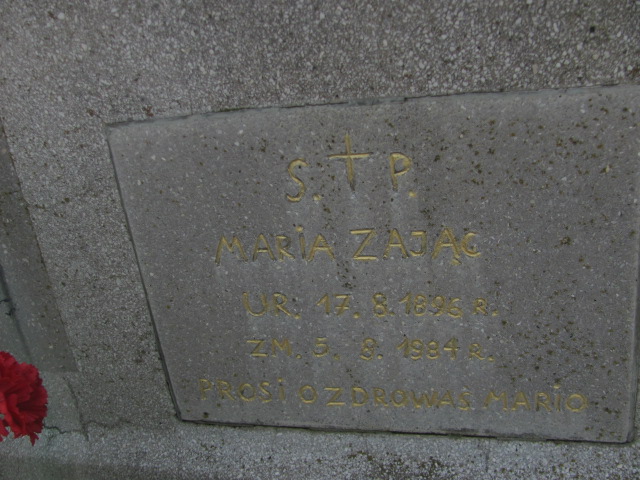 S. P.
MARIA ZAJĄC
UR. 17. 8. 1896 r.
ZM. 5. 8. 1984 r.
PROSI O ZDROWAŚ MARIO